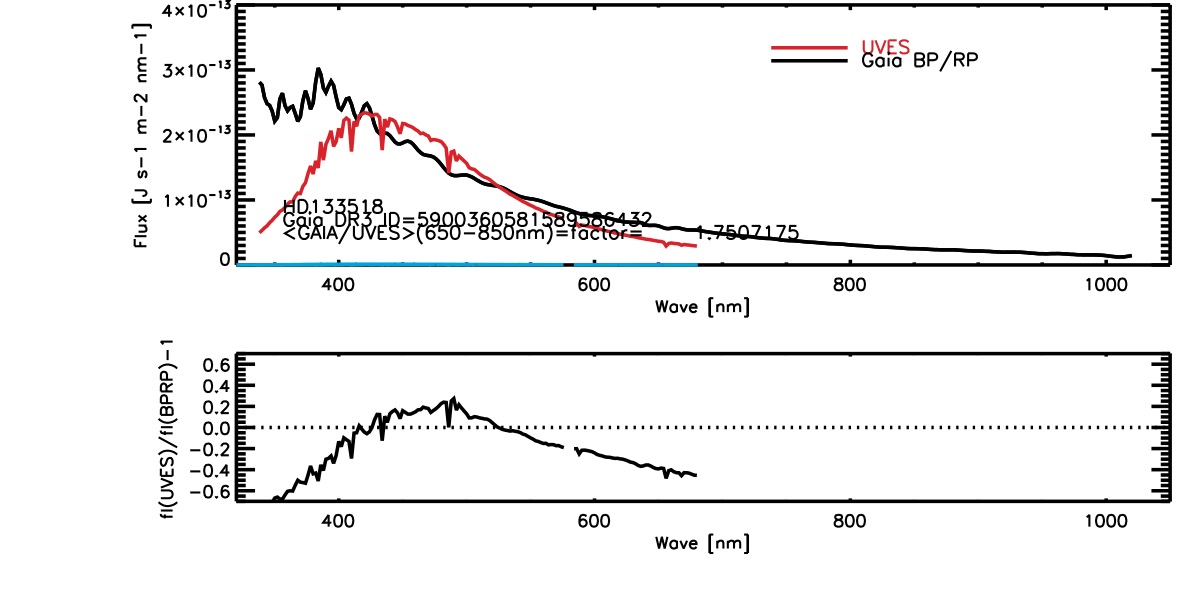 4×10−13
3×10−13
2×10−13
1×10−13
0
Flux [J s−1 m−2 nm−1]
UVES
Gaia BP/RP
HD133518
Gaia DR3 ID=5900360581589586432
<GAIA/UVES>(650−850nm)=factor= 1.7507175
400 600 800 1000
Wave [nm]
fl(UVES)/fl(BPRP)−1
0.6
0.4
0.2
0.0
−0.2
−0.4
−0.6
400 600 800 1000
Wave [nm]